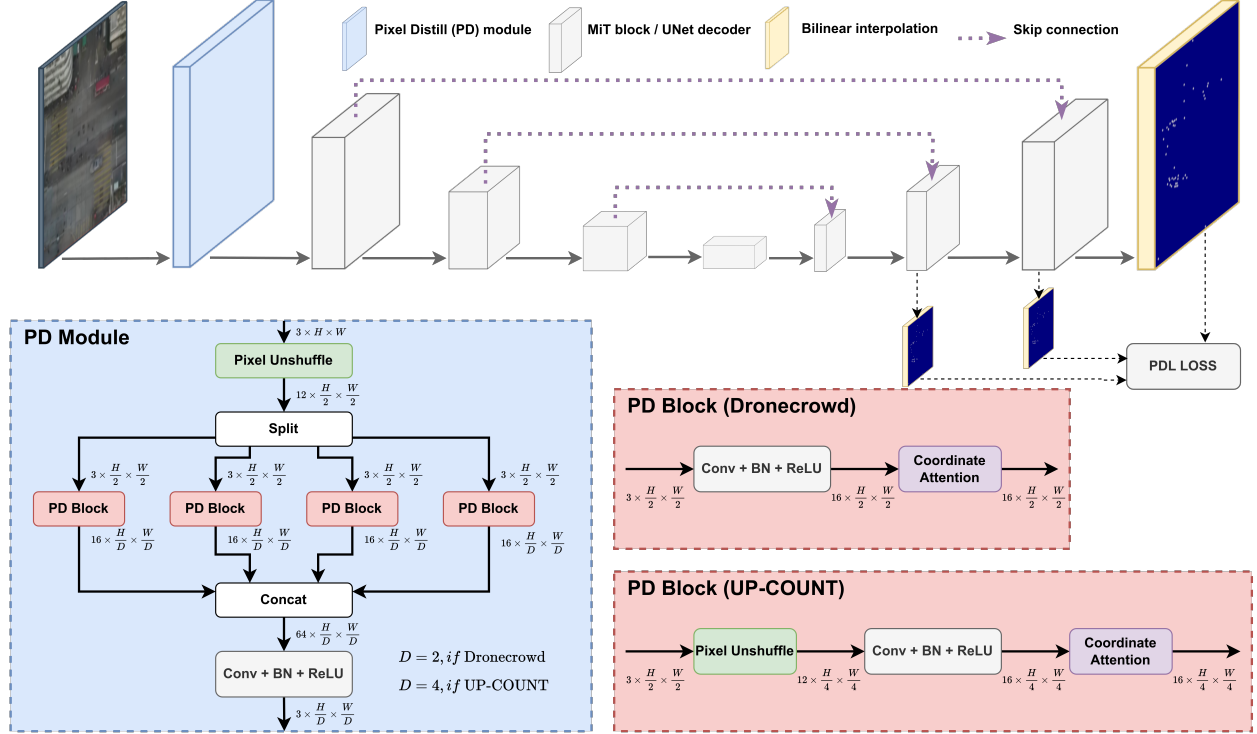 Pixel Distill (PD) module
MiT block / UNet decoder
Bilinear interpolation
Skip connection
PDL LOSS
PD Module
3 × H × W
Pixel Unshuffle
12 × H/2 × W/2
Split
3 × H/2 × W/2
3 × H/2 × W/2
3 × H/2 × W/2
3 × H/2 × W/2
PD Block
PD Block
PD Block
PD Block
16 × H/D × W/D
16 × H/D × W/D
16 × H/D × W/D
16 × H/D × W/D
Concat
64 × H/D × W/D
Conv + BN + ReLU
3 × H/D × W/D
D = 2, if Dronecrowd
D = 4, if UP-COUNT
PD Block (Dronecrowd)
Conv + BN + ReLU
Coordinate
Attention
3 × H/2 × W/2
16 × H/2 × W/2
16 × H/2 × W/2
PD Block (UP-COUNT)
Pixel Unshuffle
Conv + BN + ReLU
Coordinate
Attention
3 × H/2 × W/2
12 × H/4 × W/4
16 × H/4 × W/4
16 × H/4 × W/4